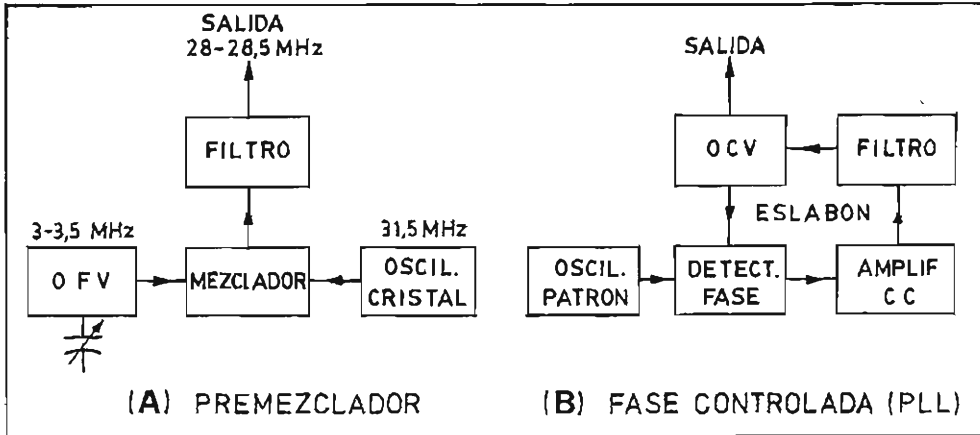 SALIDA
28-28,5 MHz
FILTRO
3-3,5 MHz
O F V
MEZCLADOR
31,5 MHz
OSCIL.
CRISTAL
(A) PREMEZCLADOR
SALIDA
OCV
FILTRO
ESLABON
OSCIL.
PATRON
DETECT.
FASE
AMPLIF
C C
(B) FASE CONTROLADA (PLL)